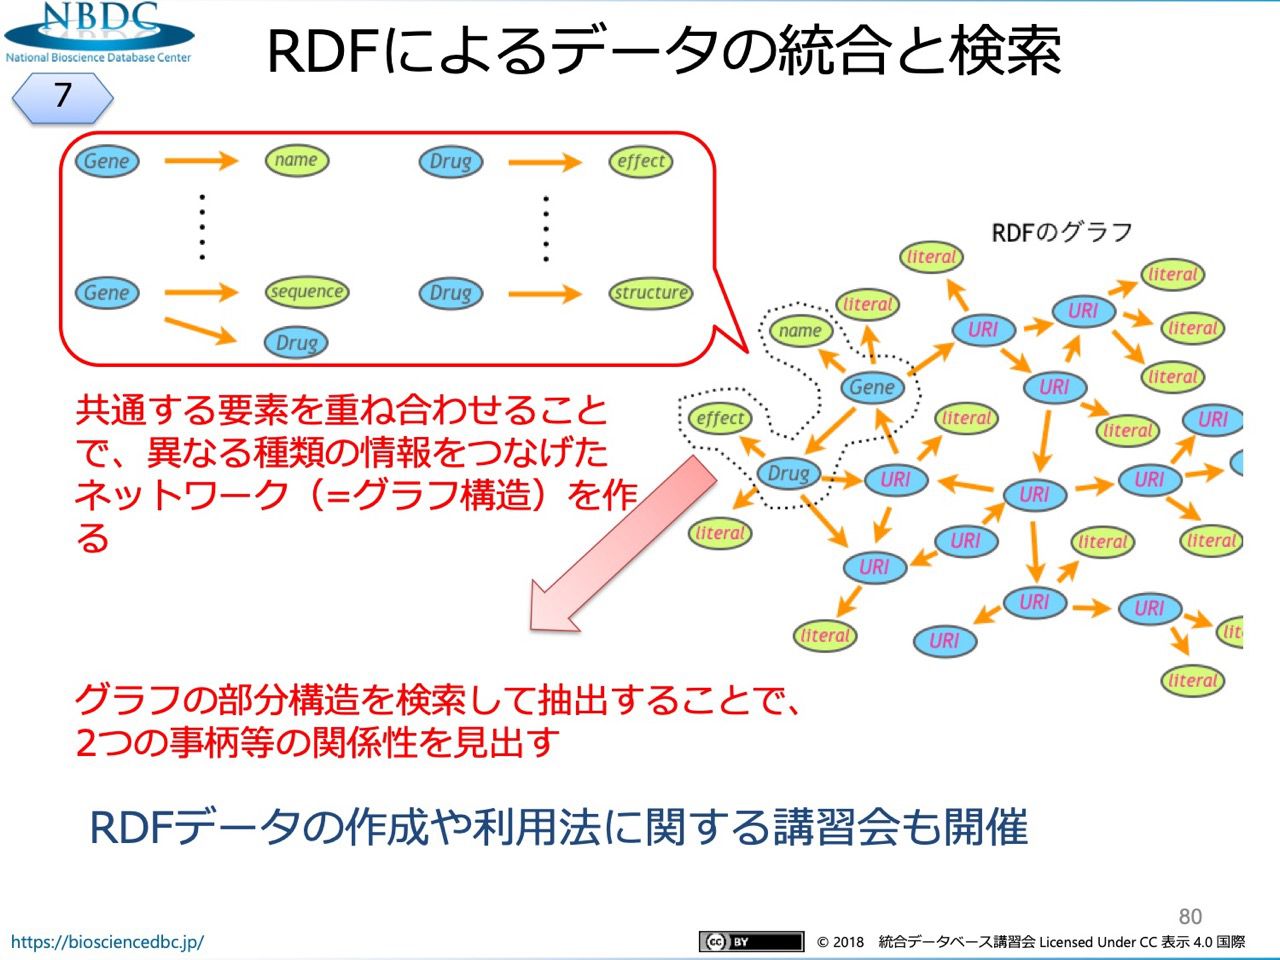 NBDC
National Bioscience Database Center
RDFによるデータの統合と検索
7
Gene
name
Drug
effect
Gene
sequence
Drug
structure
Drug
共通する要素を重ね合わせること
で、異なる種類の情報をつなげた
ネットワーク（=グラフ構造）を作
る
RDFのグラフ
literal
literal
literal
name
URI
URI
literal
Gene
URI
literal
effect
literal
literal
URI
Drug
URI
URI
URI
literal
URI
literal
literal
URI
URI
URI
literal
URI
literal
グラフの部分構造を検索して抽出することで、
2つの事柄等の関係性を見出す
RDFデータの作成や利用法に関する講習会も開催
80
https://biosciencedbc.jp/
CC BY
© 2018 統合データベース講習会 Licensed Under CC 表示 4.0 国際